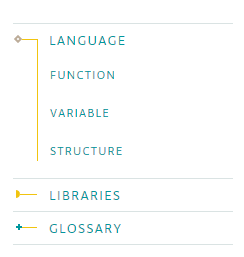 LANGUAGE
FUNCTION
VARIABLE
STRUCTURE
LIBRARIES
GLOSSARY